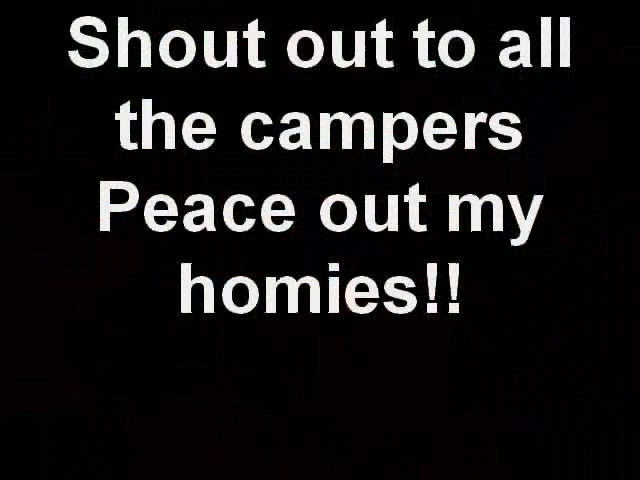 Shout out to all
the campers
Peace out my
homies!!